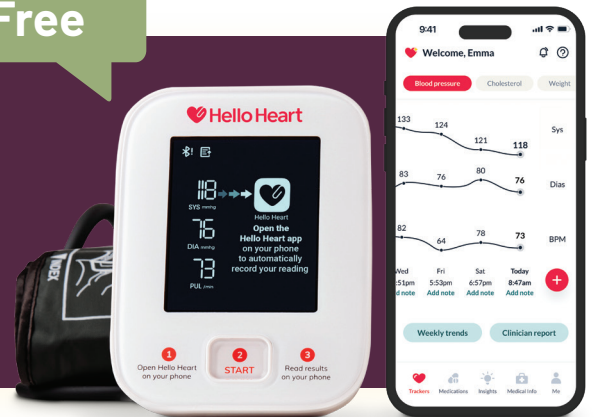 Free
Hello Heart
118
SYS mmHg
76
DIA mmHg
73
PUL /min
Hello Heart
Open the
Hello Heart app
on your phone
to automatically
record your reading
1
Open Hello Heart
on your phone
2
START
3
Read results
on your phone
INDEX
9:41
Welcome, Emma
Blood pressure Cholesterol Weight
133 124 121 118 Sys
83 76 80 76 Dias
82 64 78 73 BPM
Wed Fri Sat Today
:51pm 5:53pm 6:57pm 8:47am
d note Add note Add note Add note
+
Weekly trends Clinician report
Trackers Medications Insights Medical Info Me